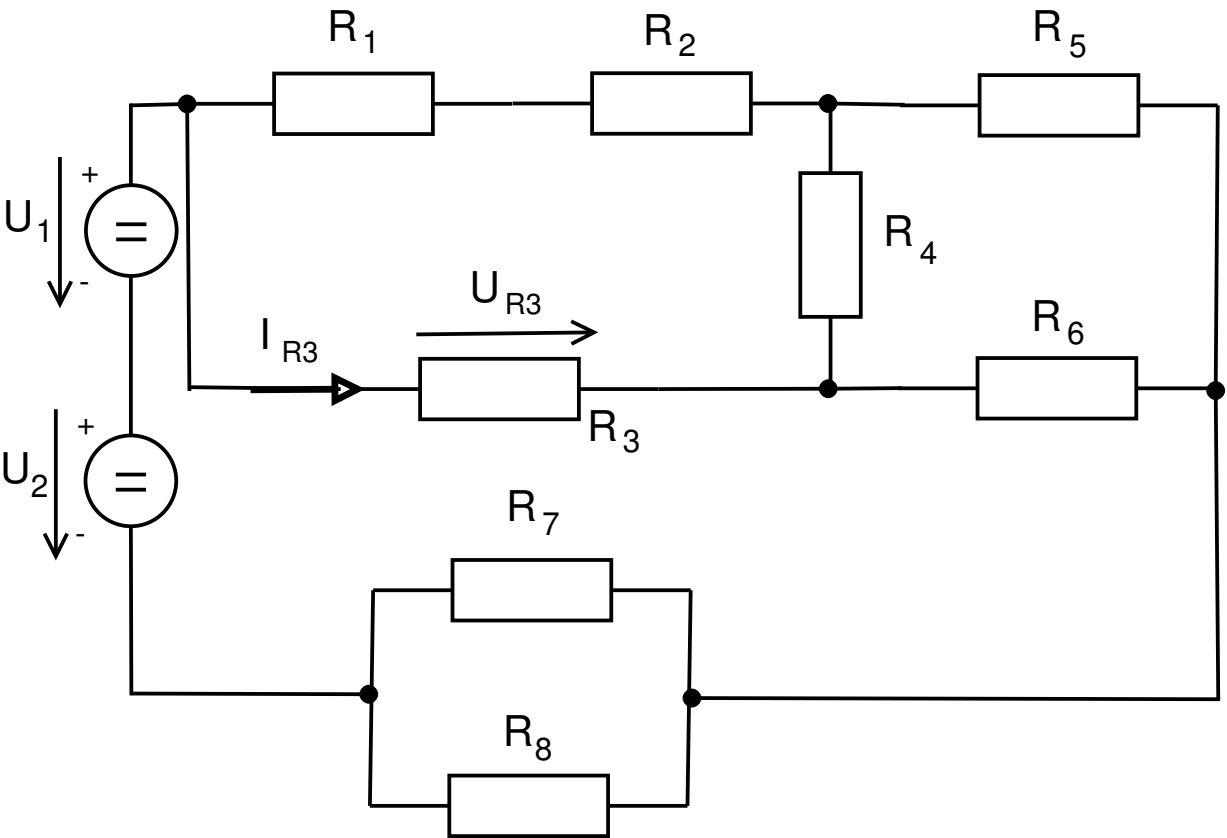 R1
R2
R5
+
U1
=
-
R4
UR3
IR3
R6
R3
+
U2
=
-
R7
R8